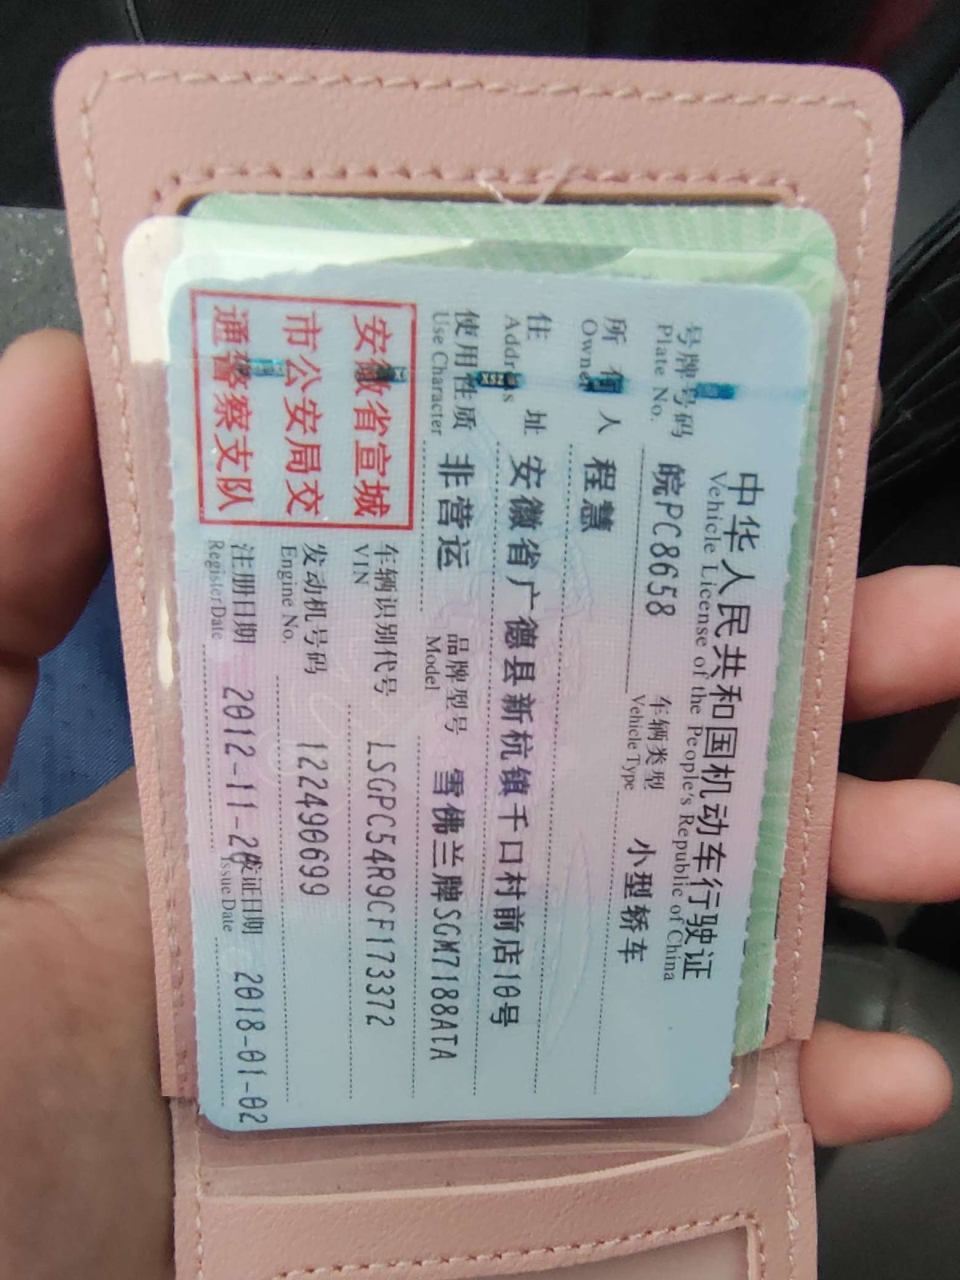 中华人民共和国机动车行驶证
Vehicle License of the People's Republic of China
号牌号码 皖PC8658 车辆类型 小型轿车
Plate No. Vehicle Type
所有人 程慧
Owner
住址 安徽省广德县新杭镇千口村前店10号
Address
使用性质 非营运 品牌型号 雪佛兰牌SGM7188ATA
Use Character Model
车辆识别代号 LSGPC54R9CF173372
VIN
发动机号码 122490699
Engine No.
注册日期 2012-11-2 发证日期 2018-01-02
Register Date Issue Date
安徽省宣城
市公安局交
通警察支队